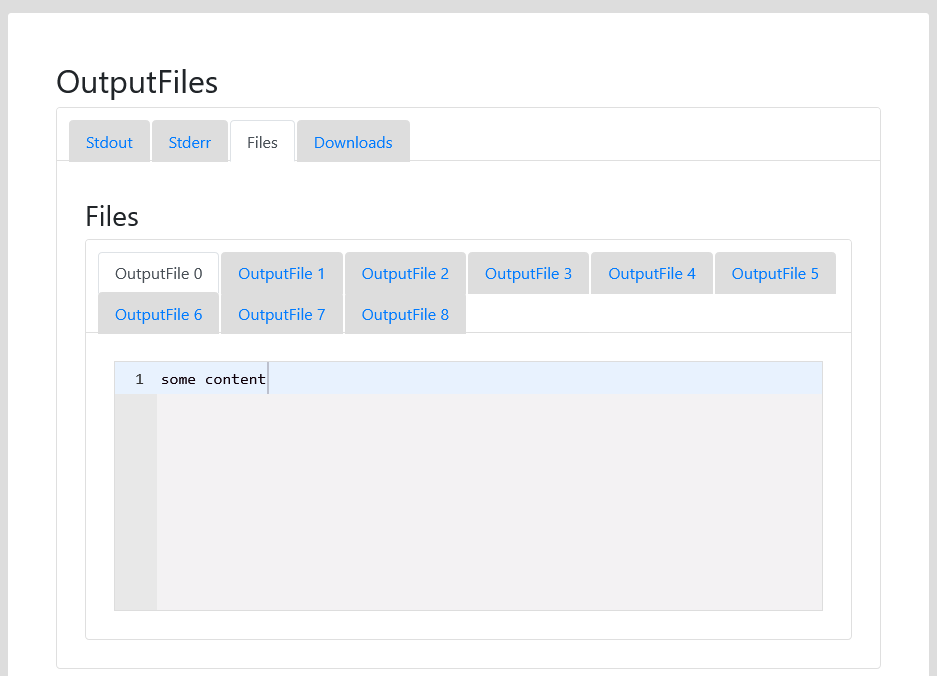 OutputFiles
Stdout Stderr Files Downloads
Files
OutputFile 0 OutputFile 1 OutputFile 2 OutputFile 3 OutputFile 4 OutputFile 5
OutputFile 6 OutputFile 7 OutputFile 8
1 some content